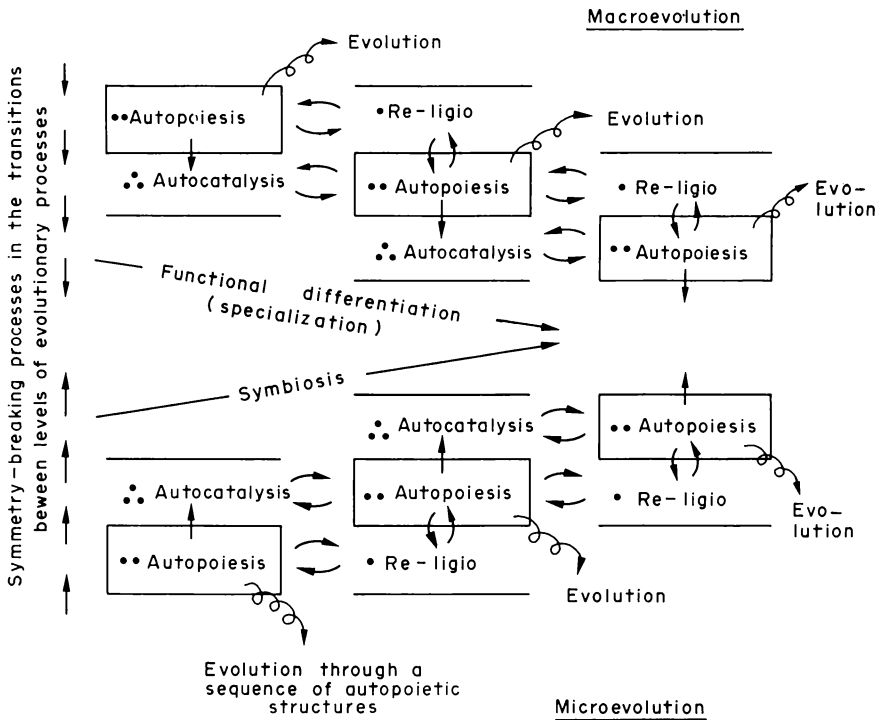 Macroevolution
Evolution
Symmetry-breaking processes in the transitions
beween levels of evolutionary processes
••Autopoiesis
•Re-ligio
Evolution
∴ Autocatalysis
•• Autopoiesis
• Re-ligio
Evo-
lution
∴ Autocatalysis
•• Autopoiesis
Functional differentiation
(specialization)
Symbiosis
∴ Autocatalysis
•• Autopoiesis
∴ Autocatalysis
•• Autopoiesis
• Re-ligio
Evo-
lution
•• Autopoiesis
• Re-ligio
Evolution
Evolution through a
sequence of autopoietic
structures
Microevolution